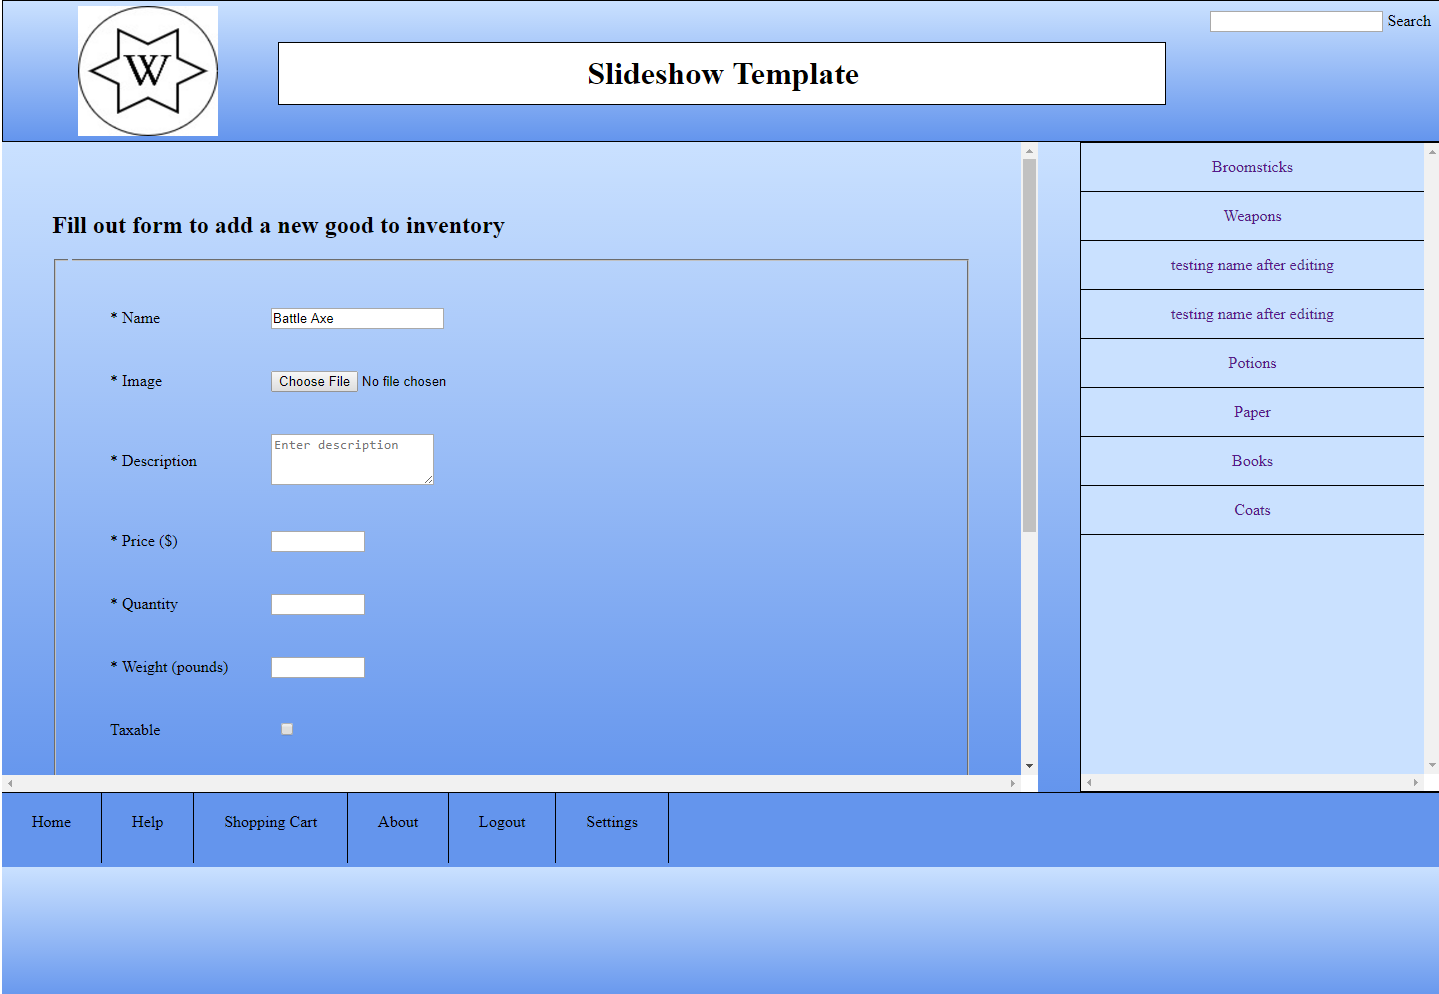 W
Search
Slideshow Template
Fill out form to add a new good to inventory
* Name Battle Axe
* Image Choose File No file chosen
* Description Enter description
* Price ($)
* Quantity
* Weight (pounds)
Taxable
Broomsticks
Weapons
testing name after editing
testing name after editing
Potions
Paper
Books
Coats
Home Help Shopping Cart About Logout Settings